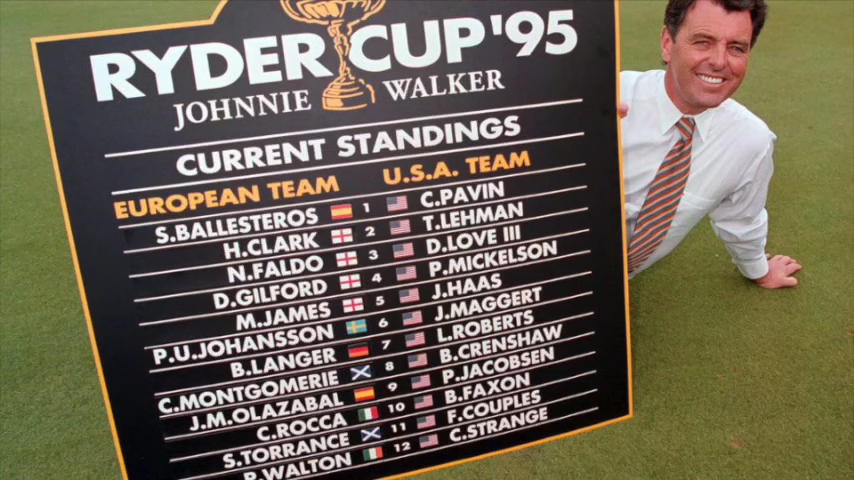 RYDER CUP '95
JOHNNIE WALKER
CURRENT STANDINGS
EUROPEAN TEAM U.S.A. TEAM
S.BALLESTEROS 1 C.PAVIN
H.CLARK 2 T.LEHMAN
N.FALDO 3 D.LOVE III
D.GILFORD 4 P.MICKELSON
M.JAMES 5 J.HAAS
P.U.JOHANSSON 6 J.MAGGERT
B.LANGER 7 L.ROBERTS
C.MONTGOMERIE 8 B.CRENSHAW
J.M.OLAZABAL 9 P.JACOBSEN
C.ROCCA 10 B.FAXON
S.TORRANCE 11 F.COUPLES
P.WALTON 12 C.STRANGE